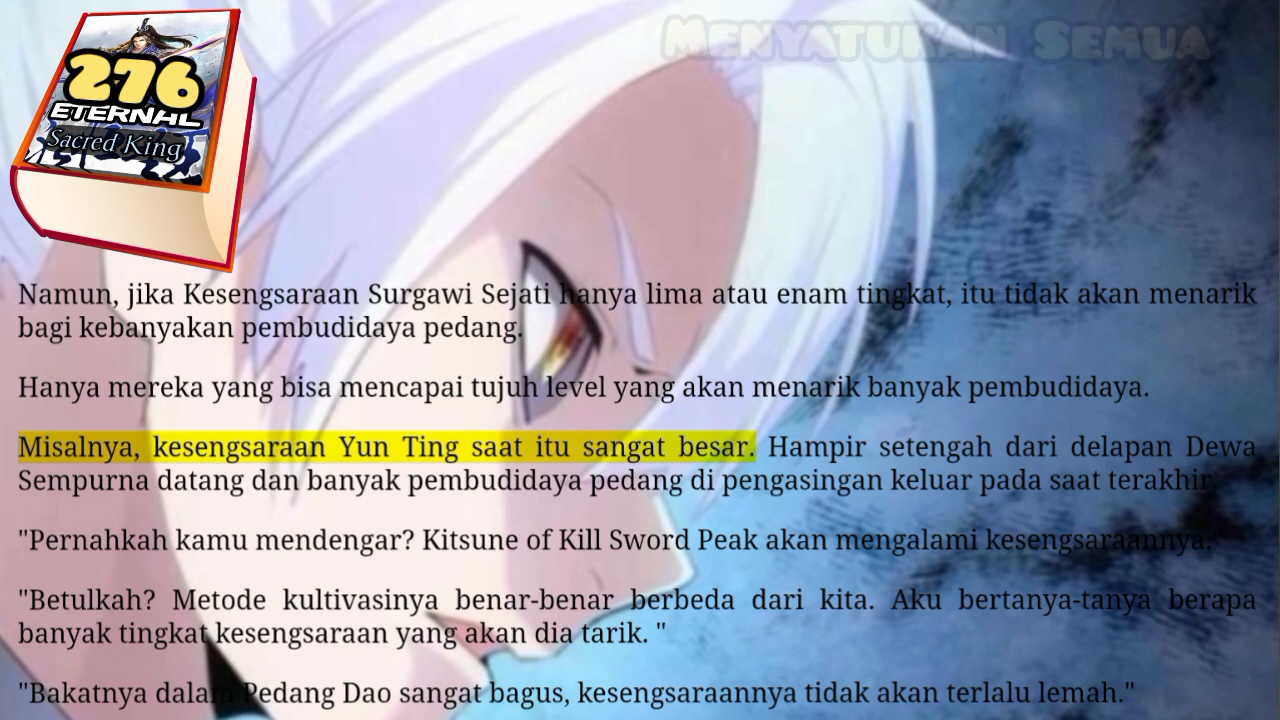 Menyatukan Semua
276
ETERNAL
Sacred King
Namun, jika Kesengsaraan Surgawi Sejati hanya lima atau enam tingkat, itu tidak akan menarik
bagi kebanyakan pembudidaya pedang.
Hanya mereka yang bisa mencapai tujuh level yang akan menarik banyak pembudidaya.
Misalnya, kesengsaraan Yun Ting saat itu sangat besar. Hampir setengah dari delapan Dewa
Sempurna datang dan banyak pembudidaya pedang di pengasingan keluar pada saat terakhir.
"Pernahkah kamu mendengar? Kitsune of Kill Sword Peak akan mengalami kesengsaraannya."
"Betulkah? Metode kultivasinya benar-benar berbeda dari kita. Aku bertanya-tanya berapa
banyak tingkat kesengsaraan yang akan dia tarik. "
"Bakatnya dalam Pedang Dao sangat bagus, kesengsaraannya tidak akan terlalu lemah."